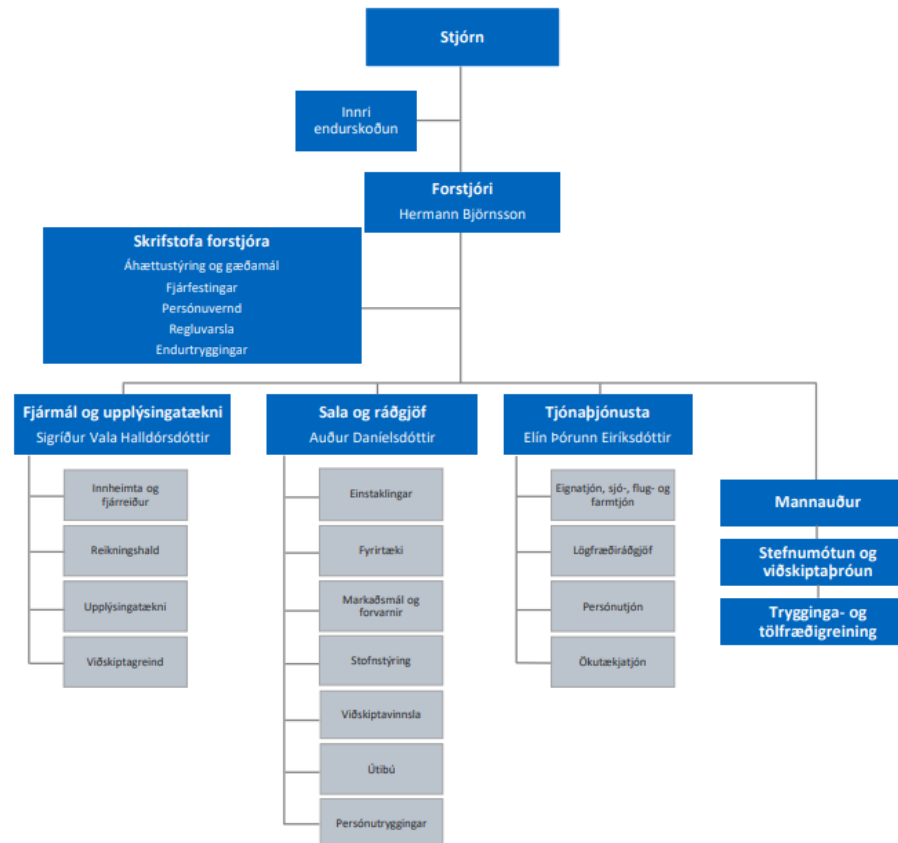 Stjórn
Innri
endurskoðun
Forstjóri
Hermann Björnsson
Skrifstofa forstjóra
Áhættustýring og gæðamál
Fjárfestingar
Persónuvernd
Regluvarsla
Endurtryggingar
Fjármál og upplýsingatækni
Sigríður Vala Halldórsdóttir
Innheimta og
fjárreiður
Reikningshald
Upplýsingatækni
Viðskiptagreind
Sala og ráðgjöf
Auður Daníelsdóttir
Einstaklingar
Fyrirtæki
Markaðsmál og
forvarnir
Stofnstýring
Viðskiptavinnsla
Útibú
Persónutryggingar
Tjónaþjónusta
Elín Þórunn Eiríksdóttir
Eignatjón, sjó-, flug- og
farmtjón
Lögfræðiráðgjöf
Persónutjón
Ökutækjatjón
Mannauður
Stefnumótun og
viðskiptaþróun
Trygginga- og
tölfræðigreining